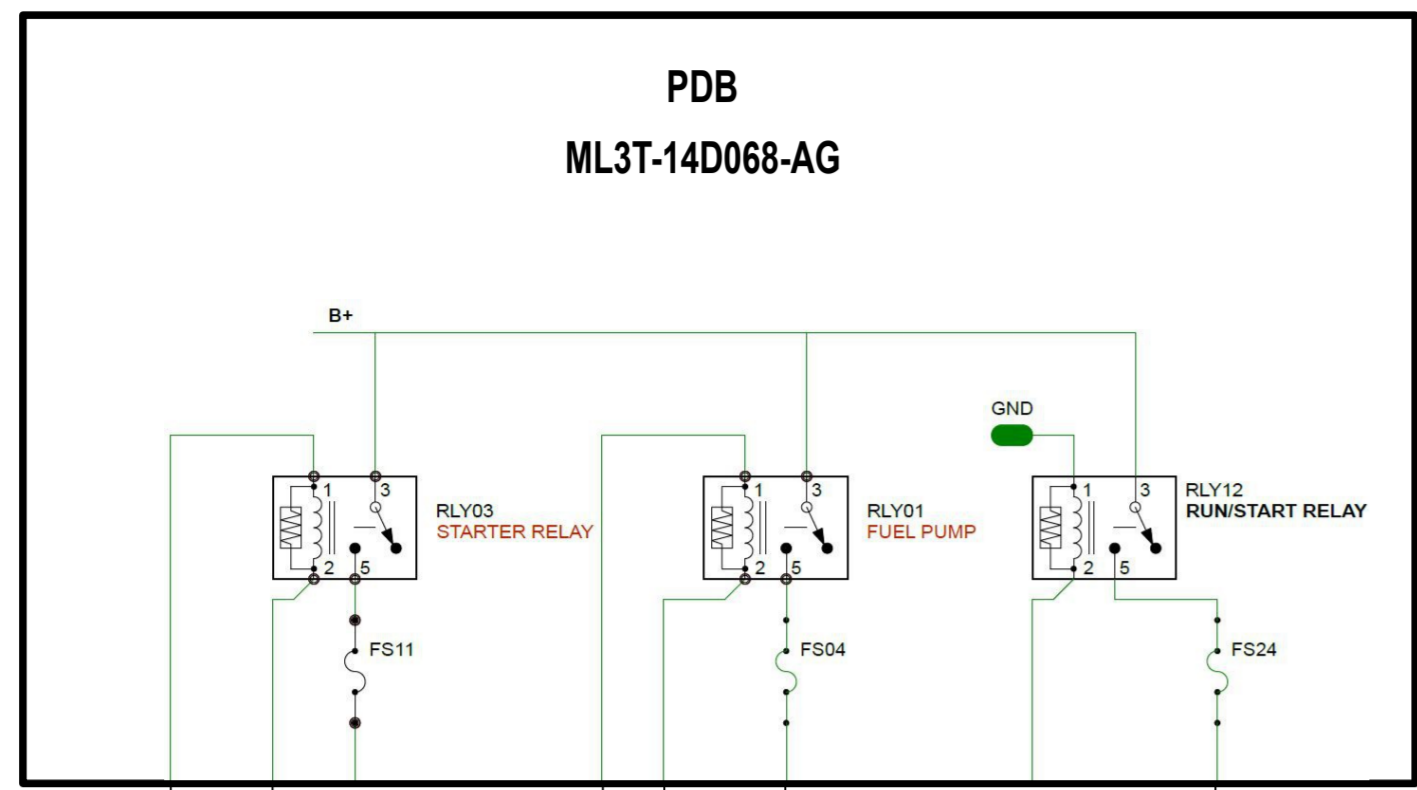 PDB
ML3T-14D068-AG
B+
GND
1 3
RLY03
STARTER RELAY
2 5
FS11
1 3
RLY01
FUEL PUMP
2 5
FS04
1 3
RLY12
RUN/START RELAY
2 5
FS24